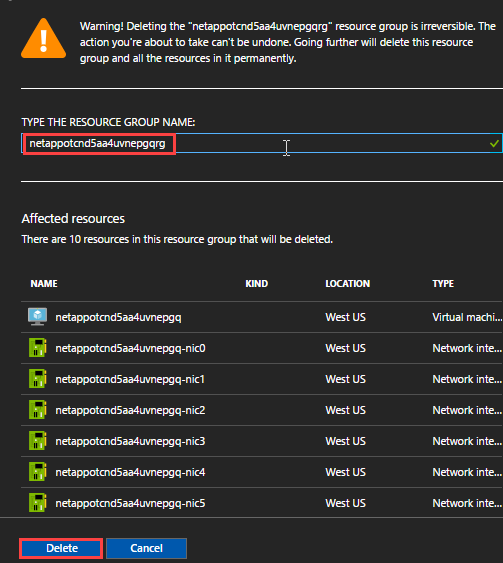 Warning! Deleting the "netappotcnd5aa4uvnepgqrg" resource group is irreversible. The
action you're about to take can't be undone. Going further will delete this resource
group and all the resources in it permanently.
TYPE THE RESOURCE GROUP NAME:
netappotcnd5aa4uvnepgqrg
Affected resources
There are 10 resources in this resource group that will be deleted.
NAME KIND LOCATION TYPE
netappotcnd5aa4uvnepgq West US Virtual machi...
netappotcnd5aa4uvnepgq-nic0 West US Network inte...
netappotcnd5aa4uvnepgq-nic1 West US Network inte...
netappotcnd5aa4uvnepgq-nic2 West US Network inte...
netappotcnd5aa4uvnepgq-nic3 West US Network inte...
netappotcnd5aa4uvnepgq-nic4 West US Network inte...
netappotcnd5aa4uvnepgq-nic5 West US Network inte...
Delete Cancel